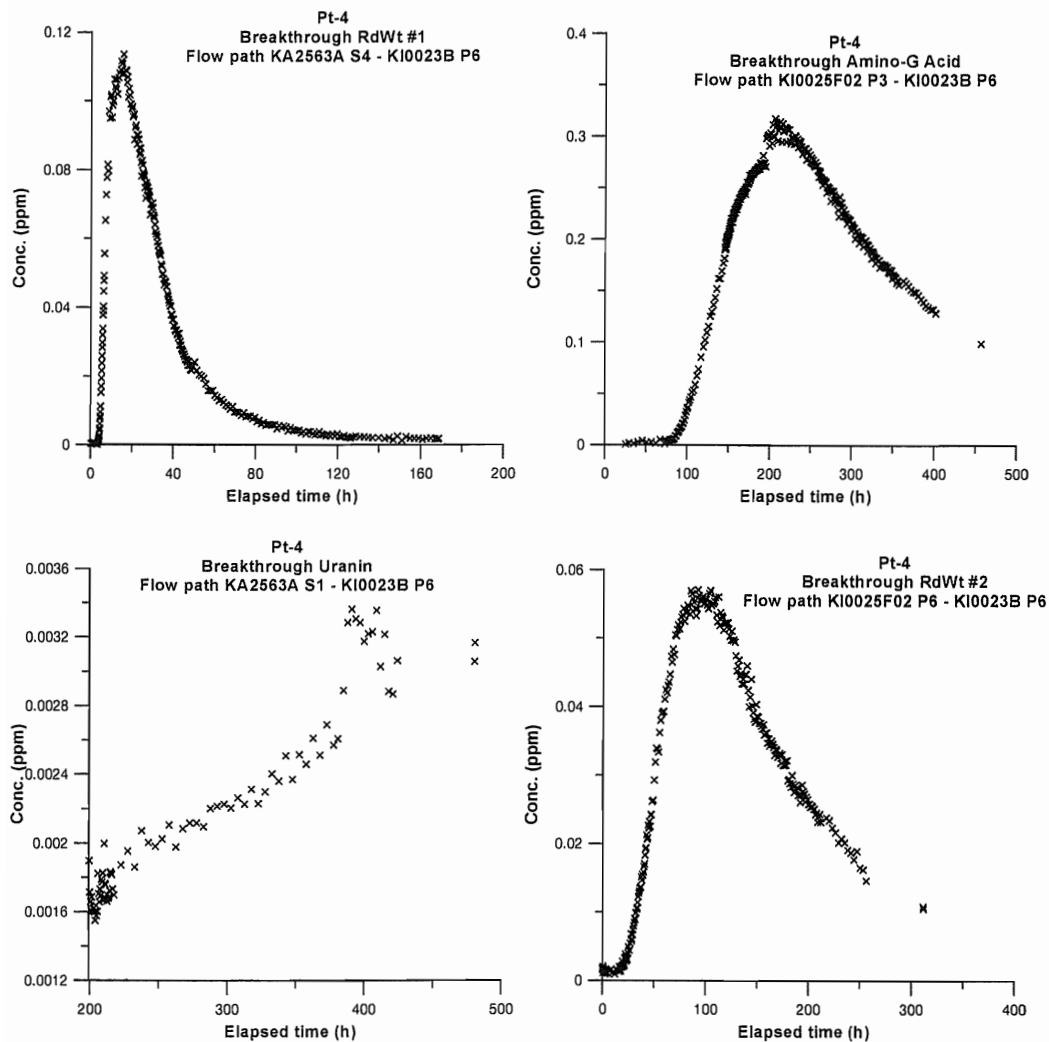 Pt-4
Breakthrough RdWt #1
Flow path KA2563A S4 - KI0023B P6
0.12
0.08
0.04
0
Conc. (ppm)
0 40 80 120 160 200
Elapsed time (h)
Pt-4
Breakthrough Amino-G Acid
Flow path KI0025F02 P3 - KI0023B P6
0.4
0.3
0.2
0.1
0
Conc. (ppm)
0 100 200 300 400 500
Elapsed time (h)
Pt-4
Breakthrough Uranin
Flow path KA2563A S1 - KI0023B P6
0.0036
0.0032
0.0028
0.0024
0.002
0.0016
0.0012
Conc. (ppm)
200 300 400 500
Elapsed time (h)
Pt-4
Breakthrough RdWt #2
Flow path KI0025F02 P6 - KI0023B P6
0.06
0.04
0.02
0
Conc. (ppm)
0 100 200 300 400
Elapsed time (h)